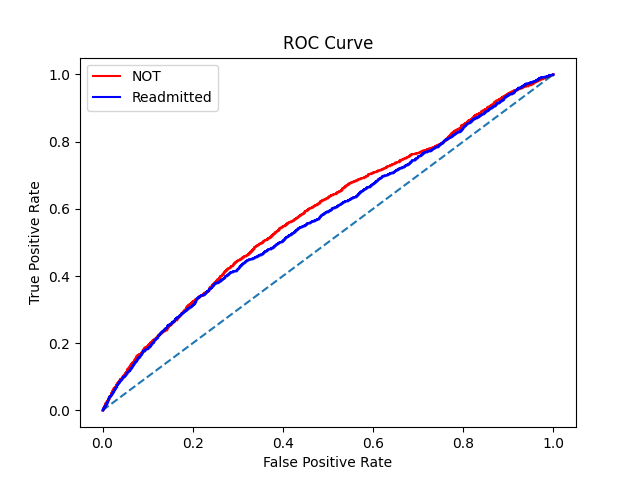 ROC Curve
NOT
Readmitted
1.0
0.8
0.6
0.4
0.2
0.0
True Positive Rate
0.0 0.2 0.4 0.6 0.8 1.0
False Positive Rate